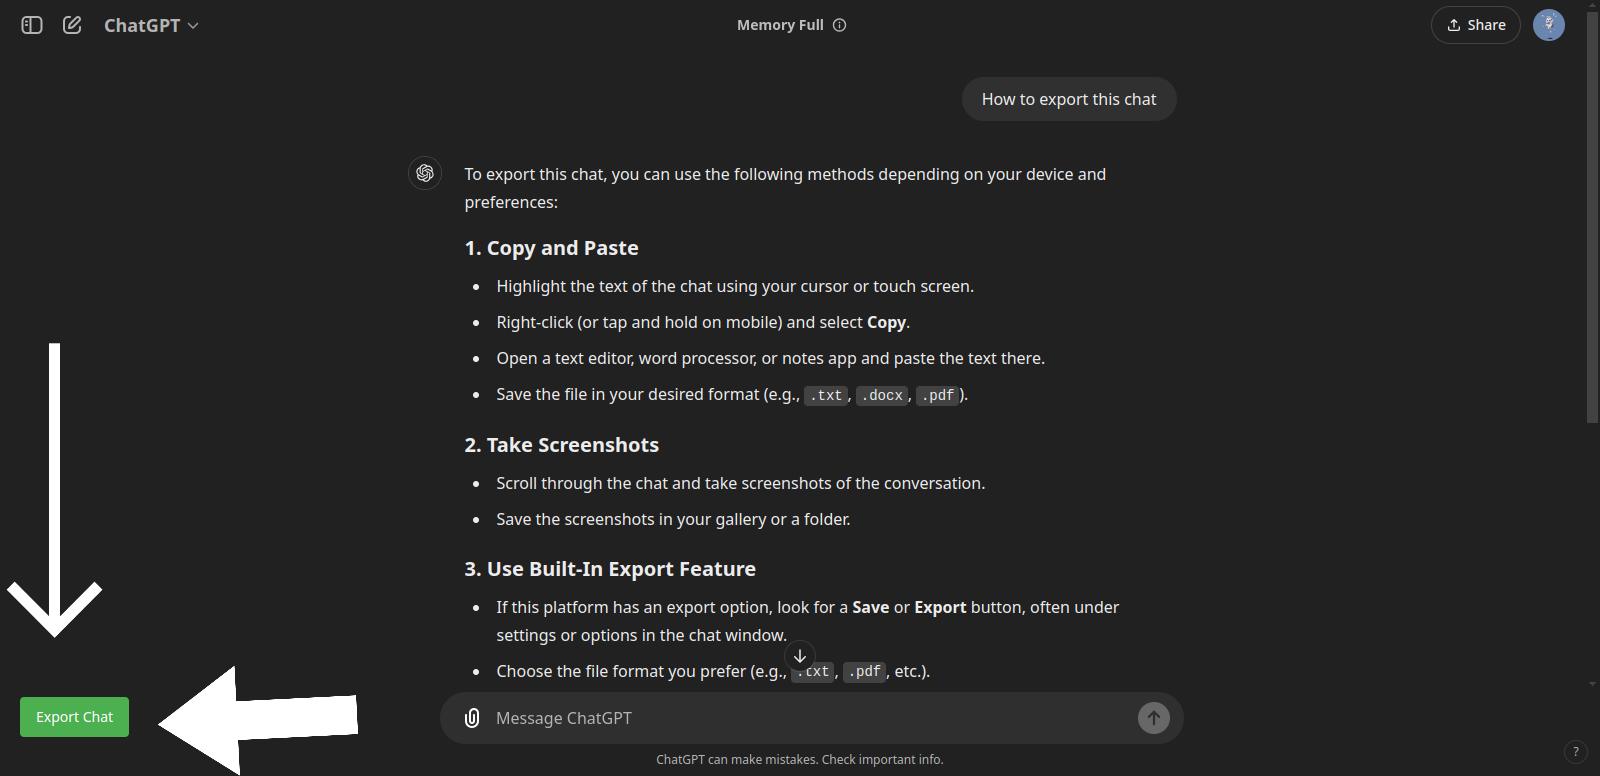 ChatGPT
Memory Full
Share
How to export this chat
To export this chat, you can use the following methods depending on your device and
preferences:
1. Copy and Paste
• Highlight the text of the chat using your cursor or touch screen.
• Right-click (or tap and hold on mobile) and select Copy.
• Open a text editor, word processor, or notes app and paste the text there.
• Save the file in your desired format (e.g., .txt, .docx, .pdf).
2. Take Screenshots
• Scroll through the chat and take screenshots of the conversation.
• Save the screenshots in your gallery or a folder.
3. Use Built-In Export Feature
• If this platform has an export option, look for a Save or Export button, often under
settings or options in the chat window.
• Choose the file format you prefer (e.g., .txt, .pdf, etc.).
Export Chat
Message ChatGPT
ChatGPT can make mistakes. Check important info.
?